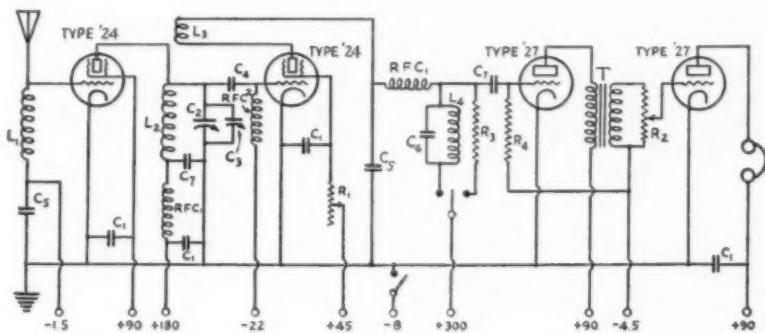 TYPE '24
L3
TYPE '24
TYPE '27
TYPE '27
L1
L2
C4
RFC2
C2
C3
C1
R1
C5
RFC1
C6
L4
R3
C7
R4
T
R2
C5
C1
C7
RFC1
C1
C1
-1.5
+90
+180
-22
+45
-8
+300
+90
-4.5
+90